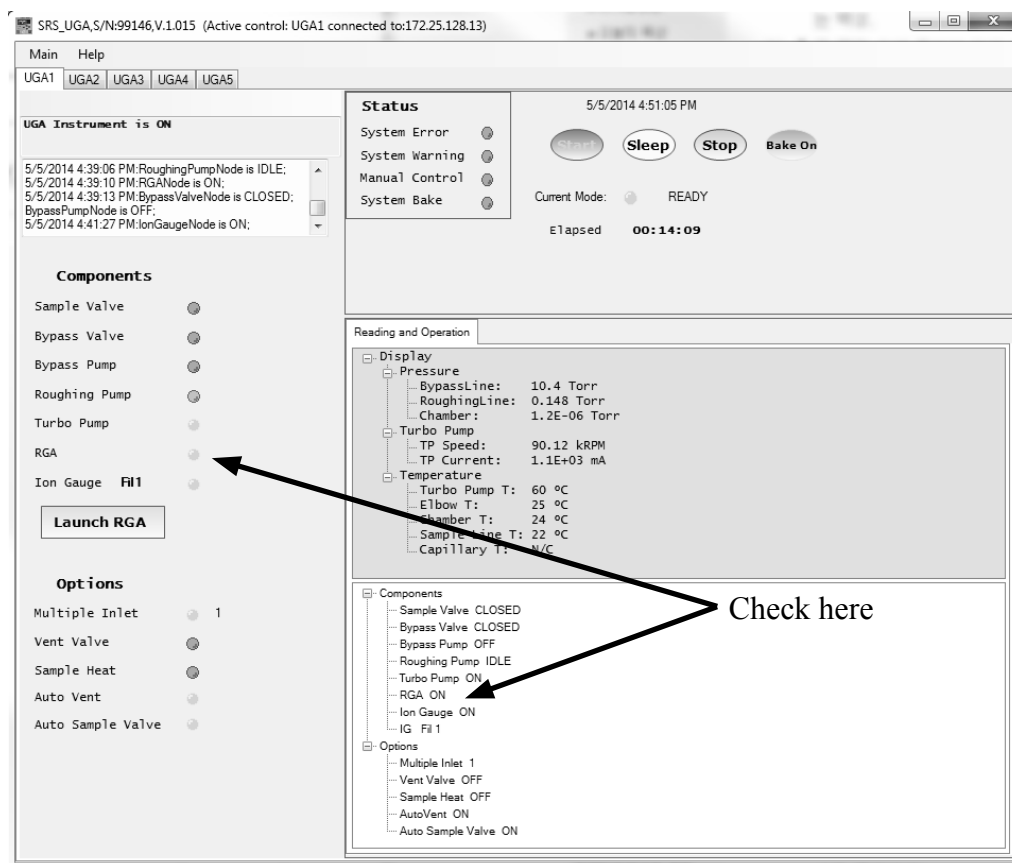 SRS_UGA,S/N:99146,V.1.015 (Active control: UGA1 connected to:172.25.128.13)
Main Help
UGA1 UGA2 UGA3 UGA4 UGA5
UGA Instrument is ON
5/5/2014 4:39:06 PM:RoughingPumpNode is IDLE;
5/5/2014 4:39:10 PM:RGANode is ON;
5/5/2014 4:39:13 PM:BypassValveNode is CLOSED;
BypassPumpNode is OFF;
5/5/2014 4:41:27 PM:IonGaugeNode is ON;
Components
Sample Valve
Bypass Valve
Bypass Pump
Roughing Pump
Turbo Pump
RGA
Ion Gauge Fil1
Launch RGA
Options
Multiple Inlet 1
Vent Valve
Sample Heat
Auto Vent
Auto Sample Valve
Status
System Error
System Warning
Manual Control
System Bake
5/5/2014 4:51:05 PM
Start Sleep Stop Bake On
Current Mode: READY
Elapsed 00:14:09
Reading and Operation
Display
Pressure
BypassLine: 10.4 Torr
RoughingLine: 0.148 Torr
Chamber: 1.2E-06 Torr
Turbo Pump
TP Speed: 90.12 kRPM
TP Current: 1.1E+03 mA
Temperature
Turbo Pump T: 60 ºC
Elbow T: 25 ºC
Chamber T: 24 ºC
Sample Line T: 22 ºC
Capillary T: N/C
Components
Sample Valve CLOSED
Bypass Valve CLOSED
Bypass Pump OFF
Roughing Pump IDLE
Turbo Pump ON
RGA ON
Ion Gauge ON
IG Fil 1
Options
Multiple Inlet 1
Vent Valve OFF
Sample Heat OFF
AutoVent ON
Auto Sample Valve ON
Check here